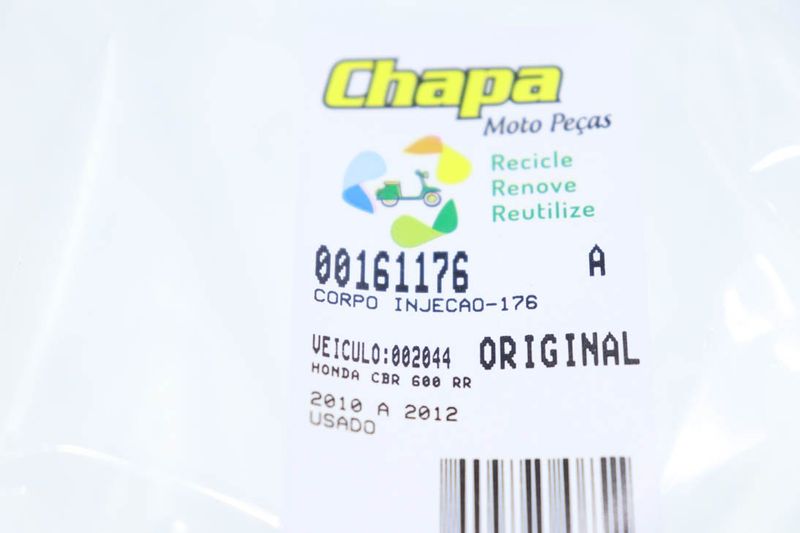 Chapa
Moto Peças
Recicle
Renove
Reutilize
00161176 A
CORPO INJECAO-176
VEICULO:002044 ORIGINAL
HONDA CBR 600 RR
2010 A 2012
USADO